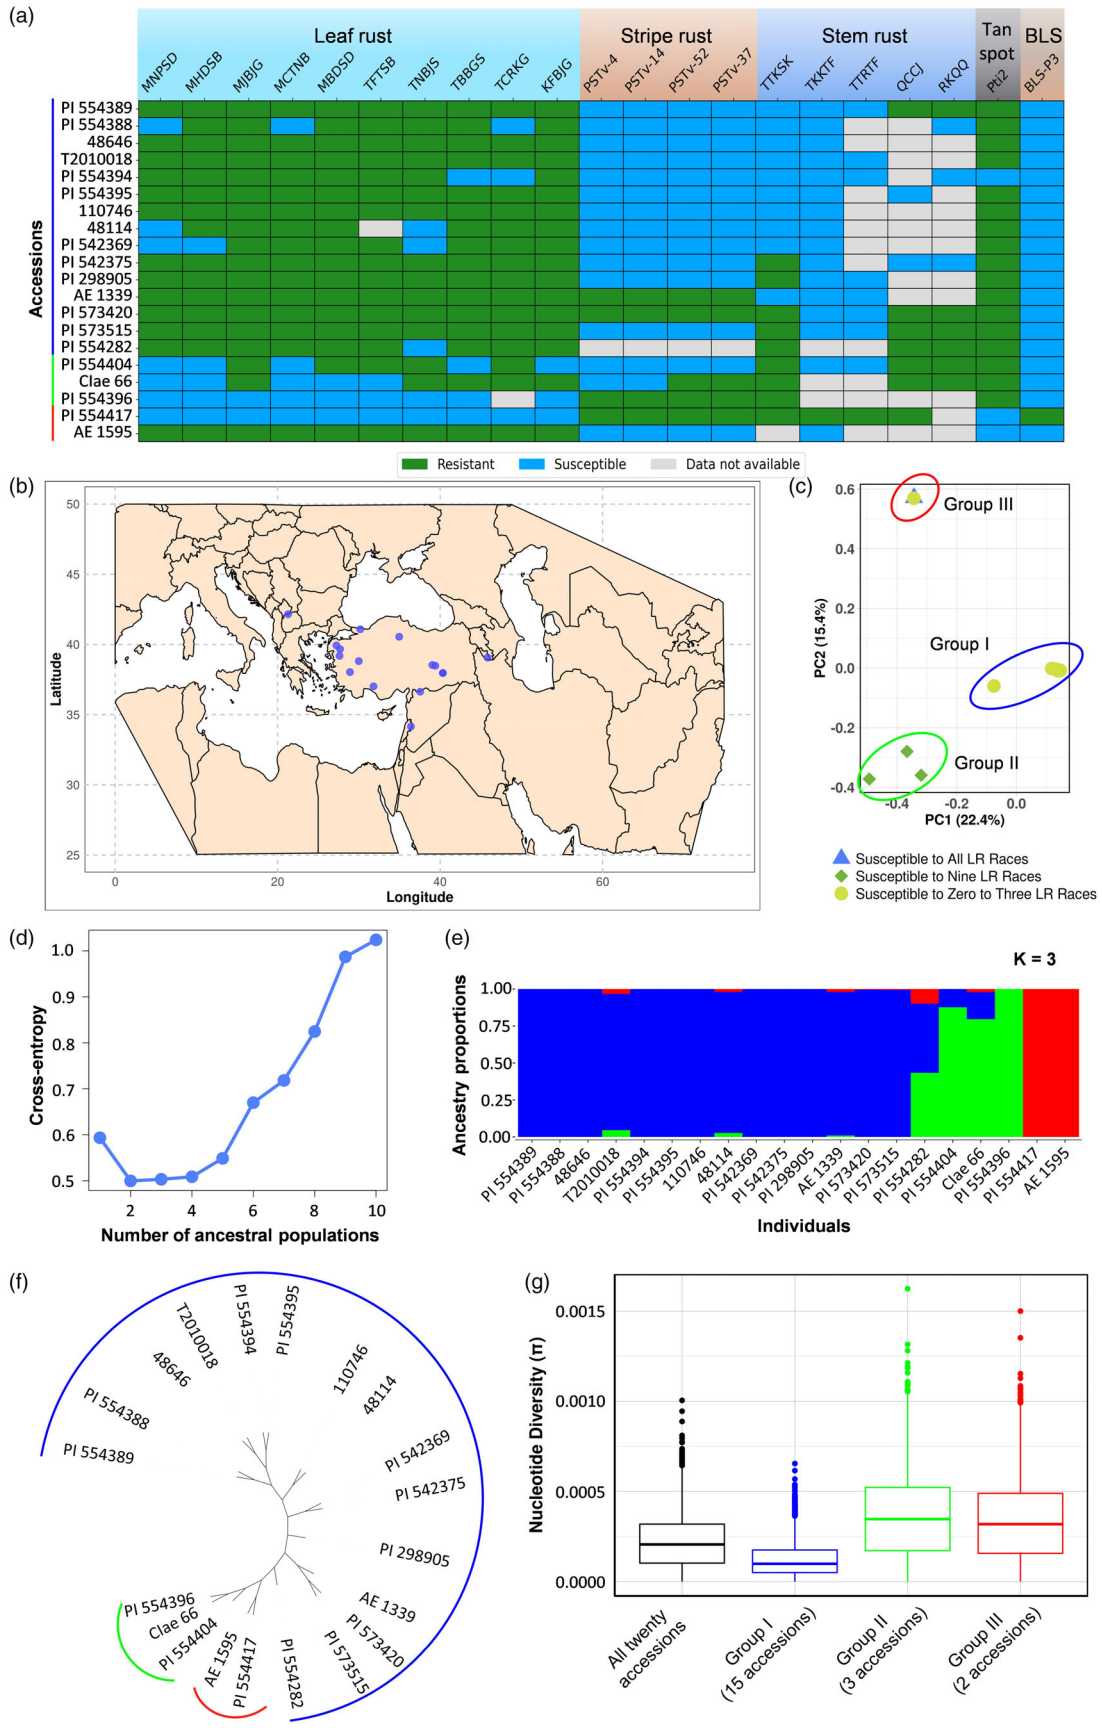 (a)
Leaf rust
Stripe rust
Stem rust
Tan spot
BLS
MNPSD
MHDSB
MJBJG
MCTNB
MBDSD
TFTSB
TNBJS
TBBGS
TCRKG
KFBJG
PSTv-4
PSTv-14
PSTv-52
PSTv-37
TTKSK
TKKTF
TTRTF
QCCJ
RKQQ
Pti2
BLS-P3
Accessions
PI 554389
PI 554388
48646
T2010018
PI 554394
PI 554395
110746
48114
PI 542369
PI 542375
PI 298905
AE 1339
PI 573420
PI 573515
PI 554282
PI 554404
Clae 66
PI 554396
PI 554417
AE 1595
Resistant
Susceptible
Data not available
(b)
Latitude
50
45
40
35
30
25
0
20
40
60
Longitude
(c)
PC2 (15.4%)
0.6
0.4
0.2
0.0
-0.2
-0.4
Group III
Group I
Group II
-0.4
-0.2
0.0
PC1 (22.4%)
Susceptible to All LR Races
Susceptible to Nine LR Races
Susceptible to Zero to Three LR Races
(d)
Cross-entropy
1.0
0.9
0.8
0.7
0.6
0.5
2
4
6
8
10
Number of ancestral populations
(e)
K = 3
Ancestry proportions
1.00
0.75
0.50
0.25
0.00
PI 554389
PI 554388
48646
T2010018
PI 554394
PI 554395
110746
48114
PI 542369
PI 542375
PI 298905
AE 1339
PI 573420
PI 573515
PI 554282
PI 554404
Clae 66
PI 554396
PI 554417
AE 1595
Individuals
(f)
PI 554389
PI 554388
48646
T2010018
PI 554394
PI 554395
110746
48114
PI 542369
PI 542375
PI 298905
AE 1339
PI 573420
PI 573515
PI 554282
PI 554417
AE 1595
PI 554404
Clae 66
PI 554396
(g)
Nucleotide Diversity (π)
0.0015
0.0010
0.0005
0.0000
All twenty
accessions
Group I
(15 accessions)
Group II
(3 accessions)
Group III
(2 accessions)